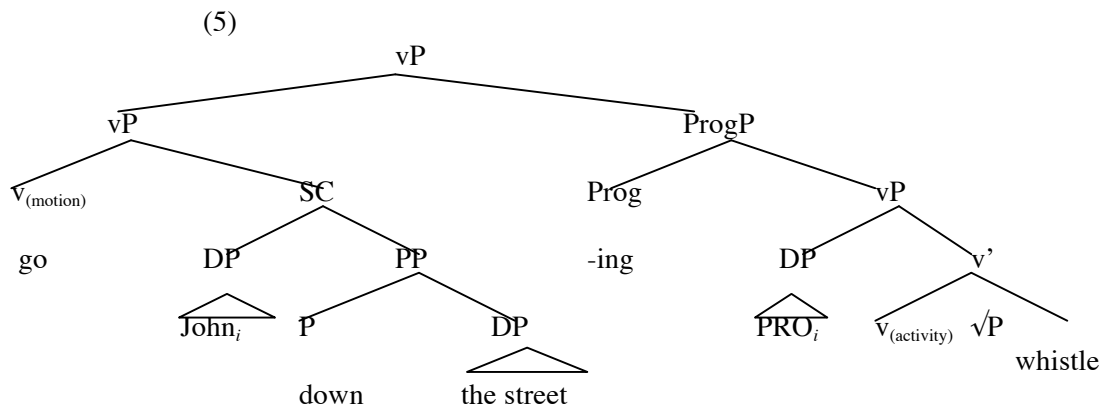 (5)
vP
vP ProgP
v(motion) SC Prog vP
go DP PP -ing DP v’
Johni P DP PROi v(activity) √P
whistle
down the street